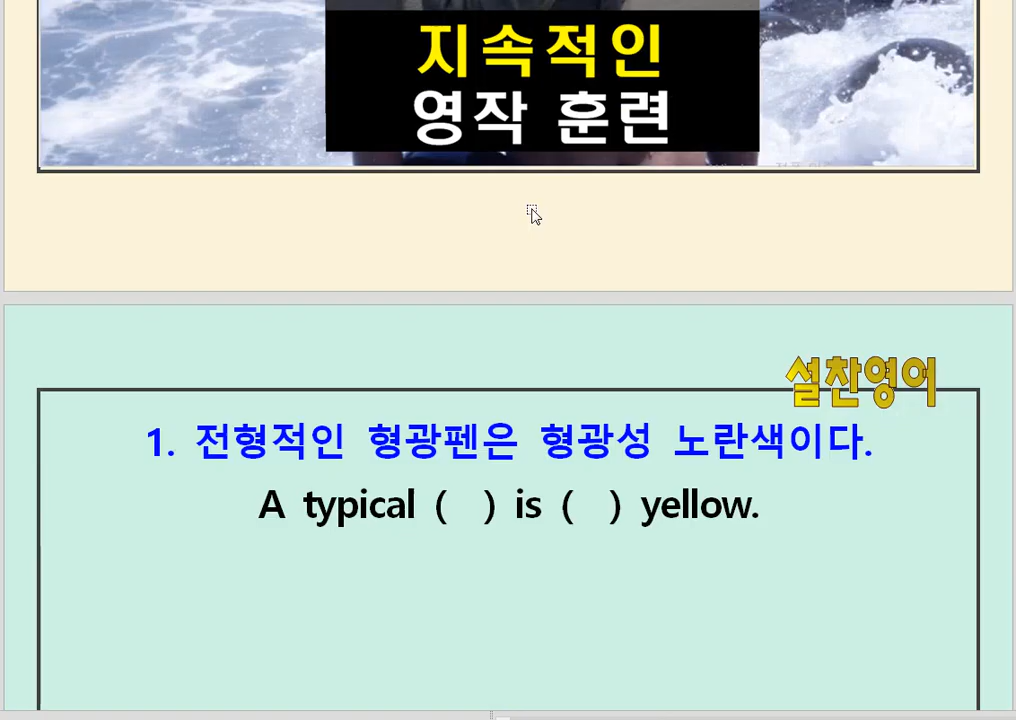 지속적인
영작 훈련
설찬영어
1. 전형적인 형광펜은 형광성 노란색이다.
A typical ( ) is ( ) yellow.